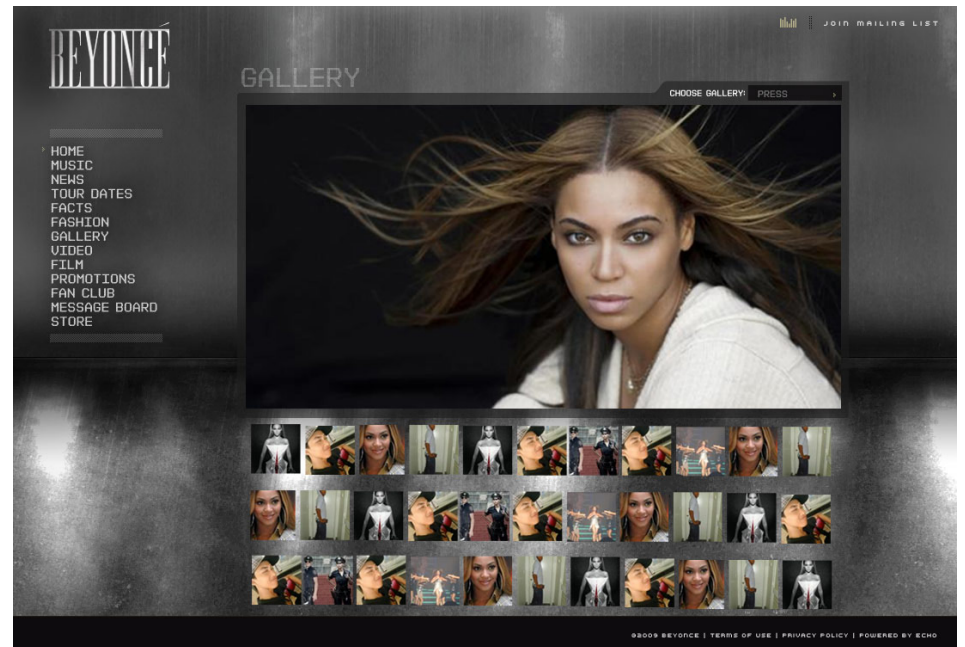 BEYONCÉ
JOIN MAILING LIST
GALLERY
CHOOSE GALLERY: PRESS
HOME
MUSIC
NEWS
TOUR DATES
FACTS
FASHION
GALLERY
VIDEO
FILM
PROMOTIONS
FAN CLUB
MESSAGE BOARD
STORE
©2009 BEYONCE | TERMS OF USE | PRIVACY POLICY | POWERED BY ECHO